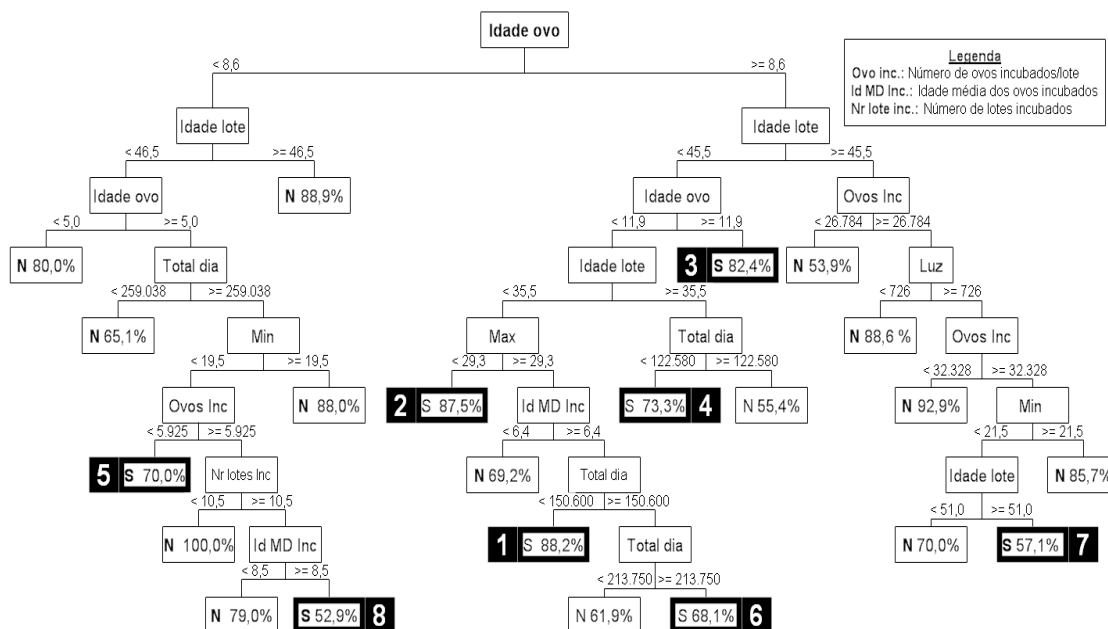 Idade ovo
Legenda
Ovo inc.: Número de ovos incubados/lote
Id MD Inc.: Idade média dos ovos incubados
Nr lote inc.: Número de lotes incubados
< 8,6 >= 8,6
Idade lote Idade lote
< 46,5 >= 46,5 < 45,5 >= 45,5
Idade ovo N 88,9% Idade ovo Ovos Inc
< 5,0 >= 5,0 < 11,9 >= 11,9 < 26.784 >= 26.784
N 80,0% Total dia Idade lote 3 S 82,4% N 53,9% Luz
< 259.038 >= 259.038 < 35,5 >= 35,5 < 726 >= 726
N 65,1% Min Max Total dia N 88,6 % Ovos Inc
< 19,5 >= 19,5 < 29,3 >= 29,3 < 122.580 >= 122.580 < 32.328 >= 32.328
Ovos Inc N 88,0% 2 S 87,5% Id MD Inc S 73,3% 4 N 55,4% N 92,9% Min
< 5.925 >= 5.925 < 6,4 >= 6,4 < 21,5 >= 21,5
5 S 70,0% Nr lotes Inc N 69,2% Total dia Idade lote N 85,7%
< 10,5 >= 10,5 < 150.600 >= 150.600 < 51,0 >= 51,0
N 100,0% Id MD Inc 1 S 88,2% Total dia N 70,0% S 57,1% 7
< 8,5 >= 8,5 < 213.750 >= 213.750
N 79,0% S 52,9% 8 N 61,9% S 68,1% 6